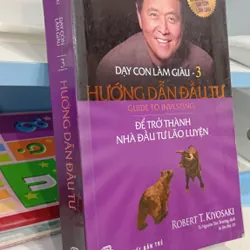 DẠY CON LÀM GIÀU - 3
HƯỚNG DẪN ĐẦU TƯ
GUIDE TO INVESTING
ĐỂ TRỞ THÀNH
NHÀ ĐẦU TƯ LÃO LUYỆN
ROBERT T. KIYOSAKI
HƯỚNG DẪN ĐẦU TƯ